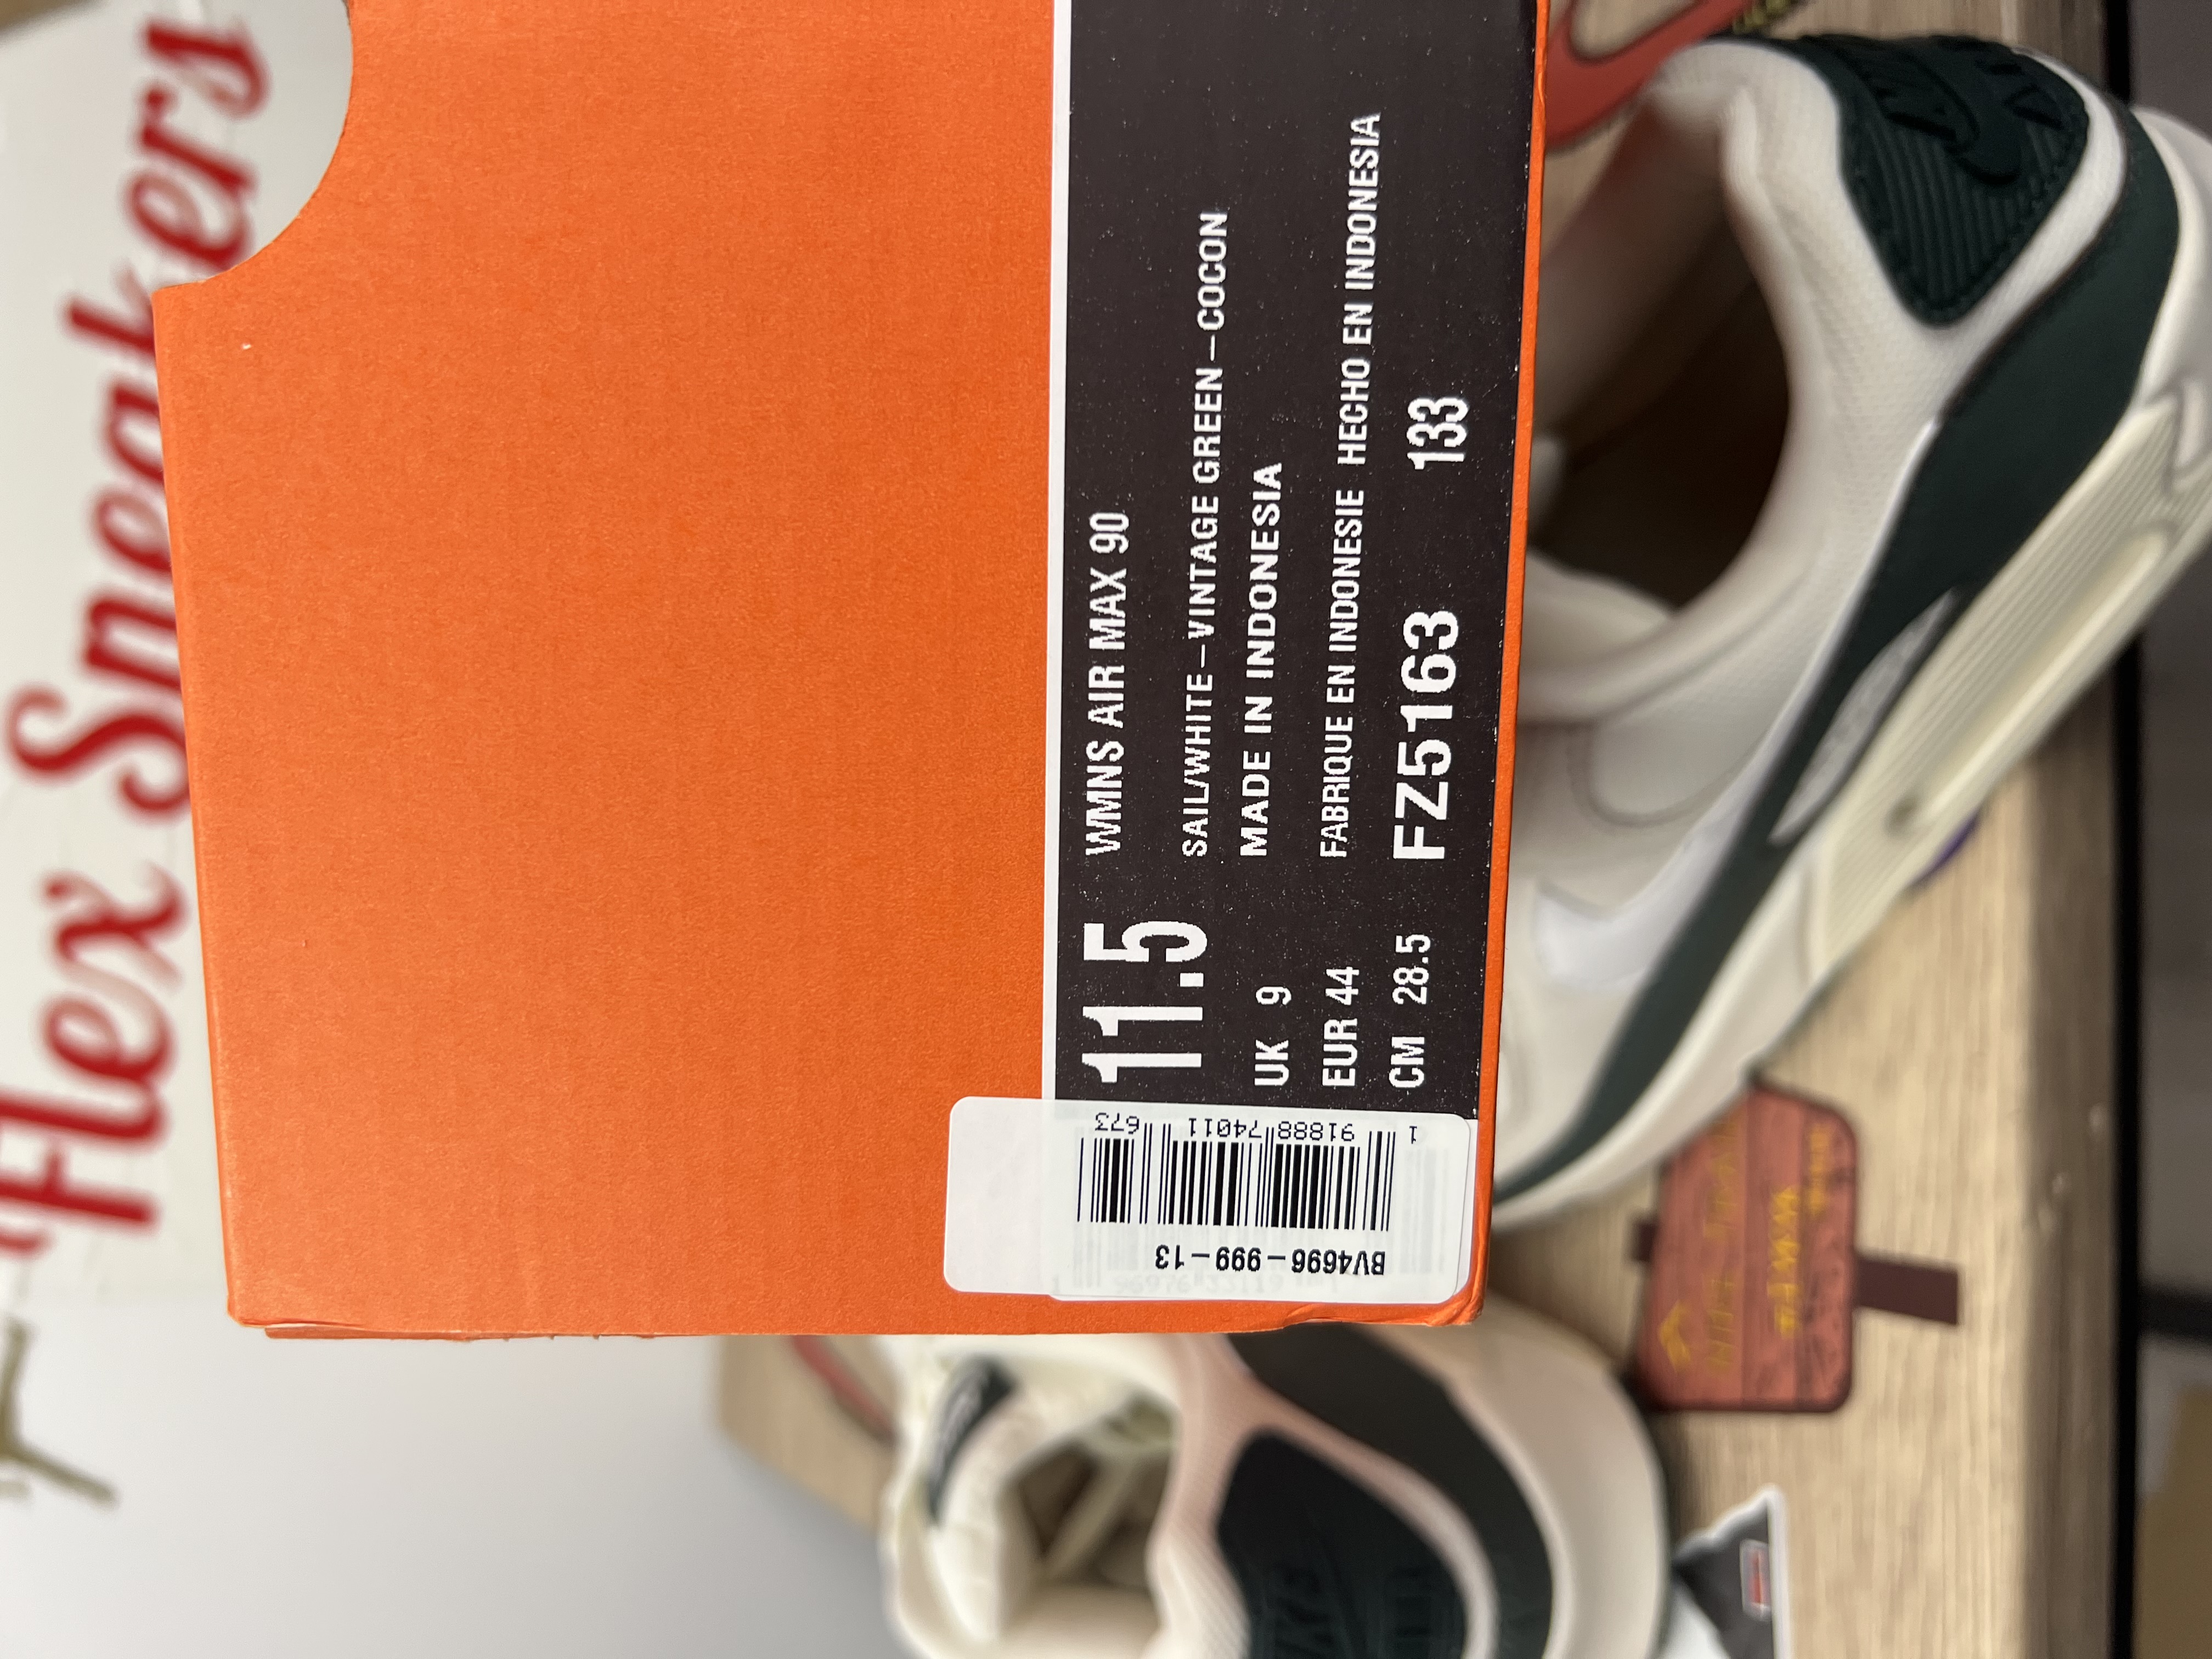 Flex Sneakers
BV4696-999-13
1 91888 74011 673
11.5
UK 9
EUR 44
CM 28.5
WMNS AIR MAX 90
SAIL/WHITE-VINTAGE GREEN-COCON
MADE IN INDONESIA
FABRIQUE EN INDONESIE HECHO EN INDONESIA
FZ5163 133